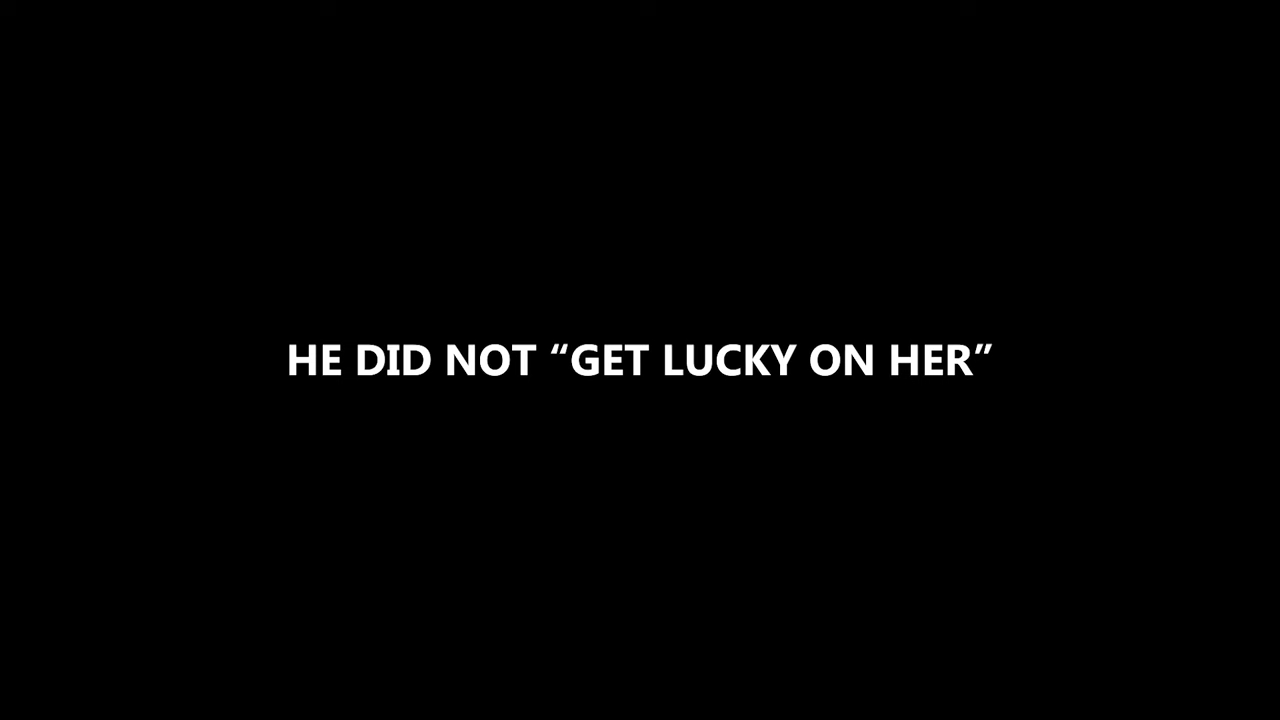 HE DID NOT “GET LUCKY ON HER”